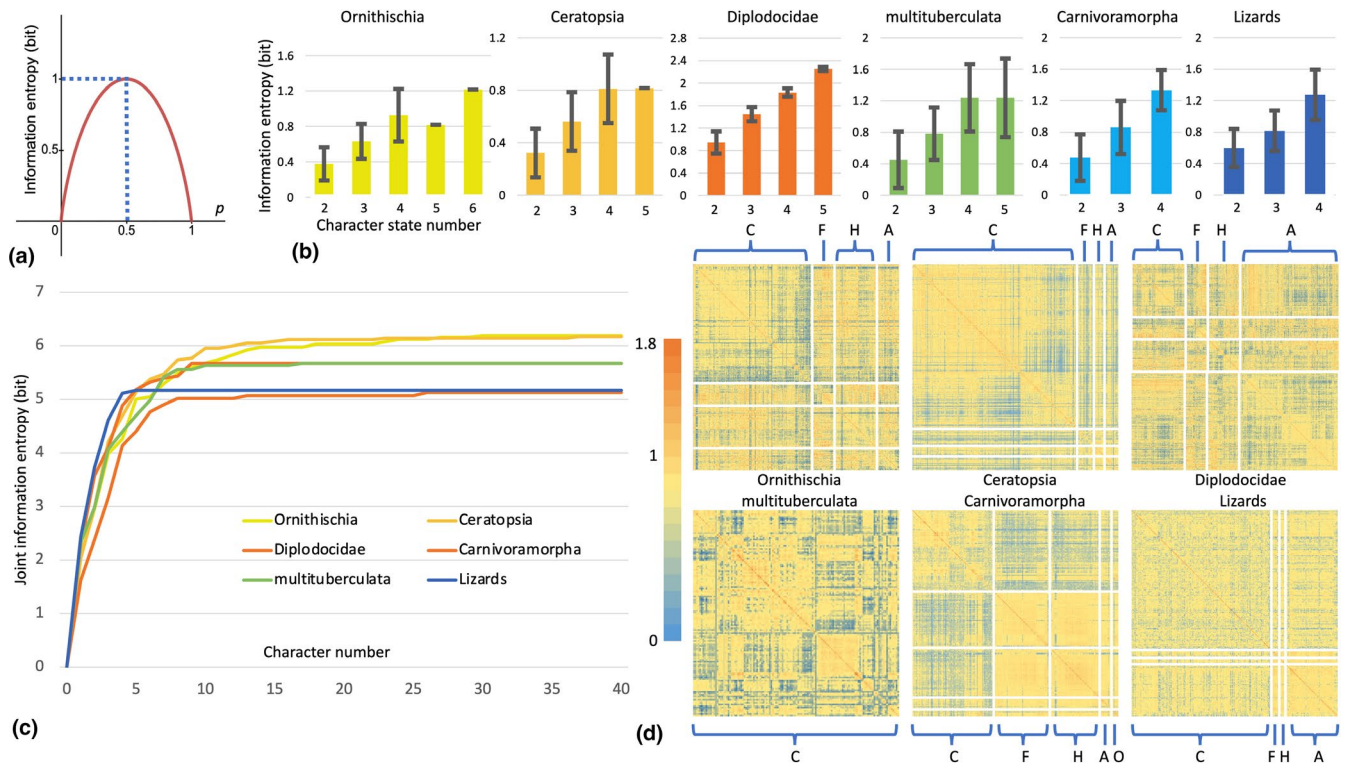 Information entropy (bit)
1
0.5
0
0.5
1
p
(a)
Information entropy (bit)
Ornithischia
1.6
1.2
0.8
0.4
0
2 3 4 5 6
Character state number
(b)
Ceratopsia
1.2
0.8
0.4
0
2 3 4 5
Diplodocidae
2.8
2.4
2
1.6
1.2
0.8
0.4
0
2 3 4 5
multituberculata
2
1.6
1.2
0.8
0.4
0
2 3 4 5
Carnivoramorpha
2
1.6
1.2
0.8
0.4
0
2 3 4
Lizards
2
1.6
1.2
0.8
0.4
0
2 3 4
Joint information entropy (bit)
7
6
5
4
3
2
1
0
Ornithischia Ceratopsia
Diplodocidae Carnivoramorpha
multituberculata Lizards
Character number
0 5 10 15 20 25 30 35 40
(c)
1.8
1
0
C F H A
C F H A
C F H A
Ornithischia Ceratopsia Diplodocidae
multituberculata Carnivoramorpha Lizards
(d)
C
C F H A O
C F H A